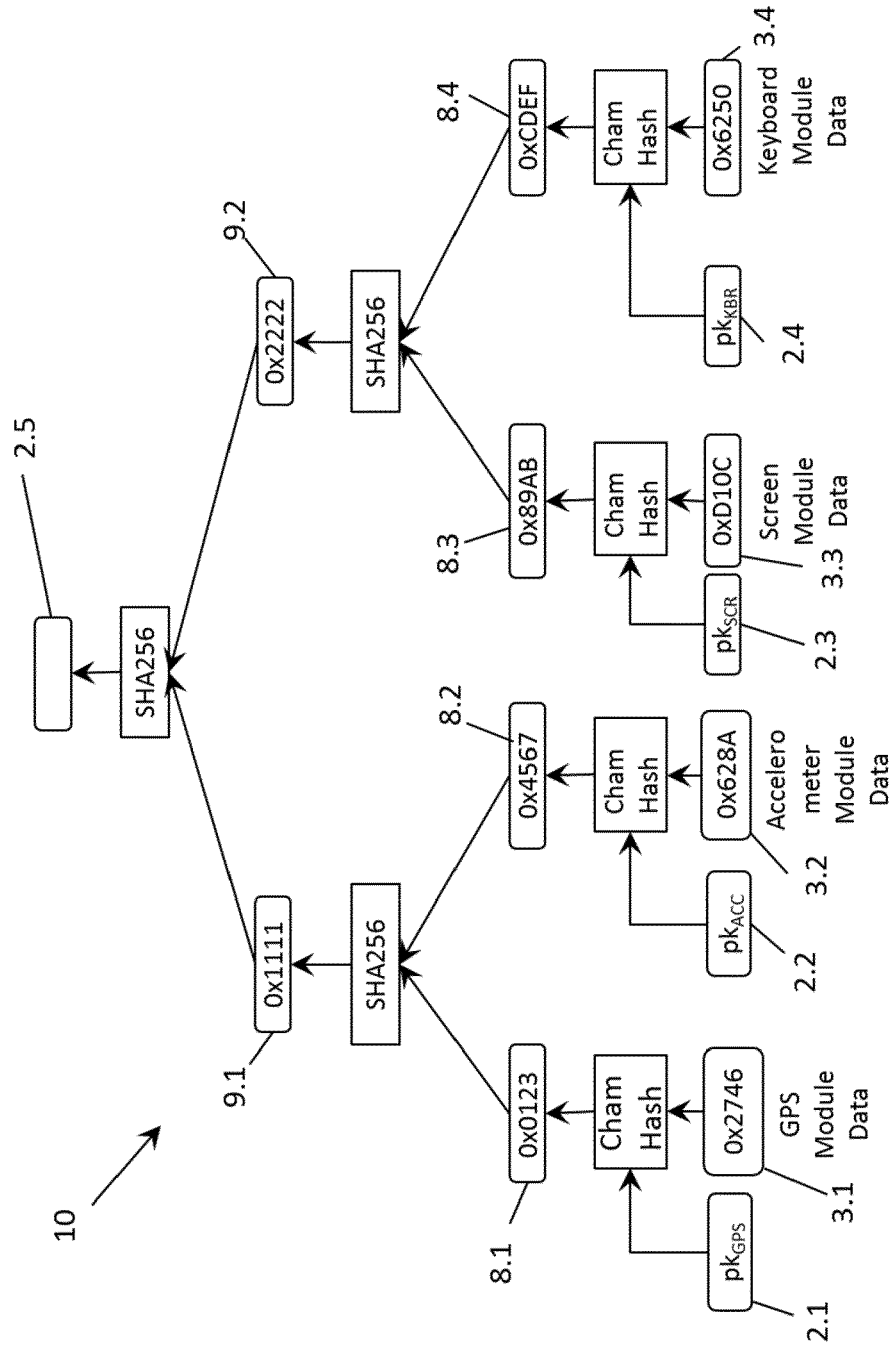 10
2.5
SHA256
9.1
0x1111
0x2222
9.2
SHA256
SHA256
8.1
0x0123
0x4567
8.2
8.3
0x89AB
0xCDEF
8.4
Cham
Hash
Cham
Hash
Cham
Hash
Cham
Hash
2.1
pkGPS
0x2746
3.1
GPS
Module
Data
2.2
pkACC
0x628A
3.2
Accelero
meter
Module
Data
2.3
pkSCR
0xD10C
3.3
Screen
Module
Data
2.4
pkKBR
0x6250
3.4
Keyboard
Module
Data